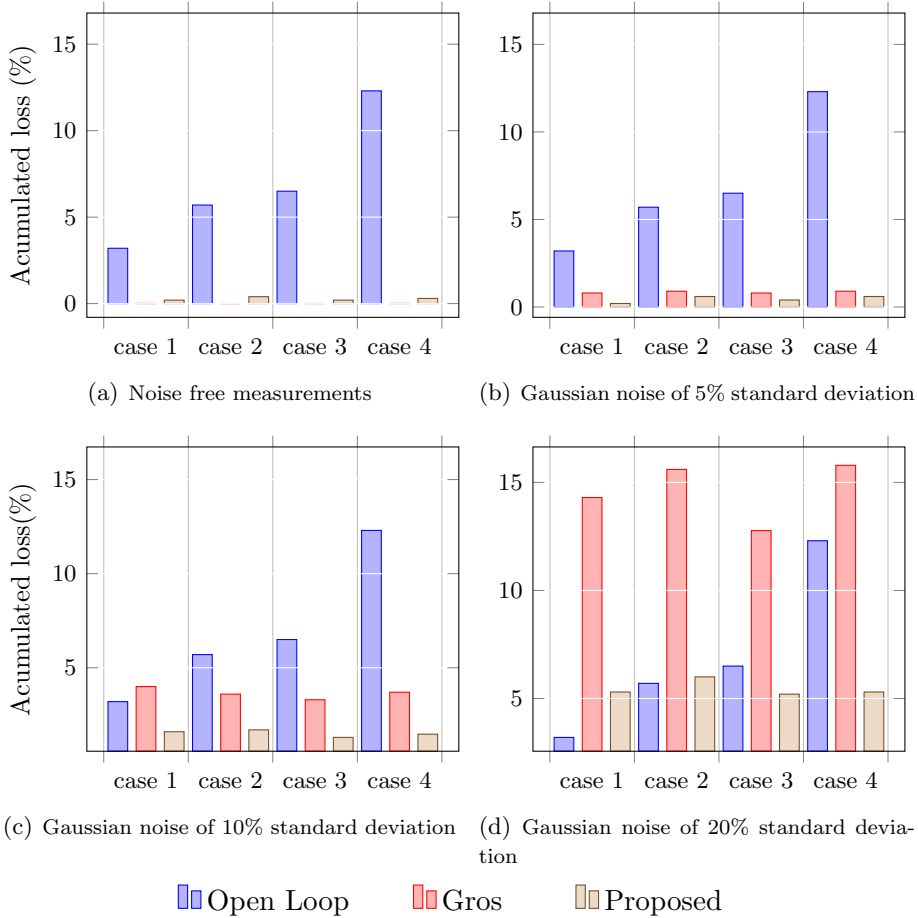 Acumulated loss (%)
15
10
5
0
case 1 case 2 case 3 case 4
(a) Noise free measurements
15
10
5
0
case 1 case 2 case 3 case 4
(b) Gaussian noise of 5% standard deviation
Acumulated loss(%)
15
10
5
case 1 case 2 case 3 case 4
(c) Gaussian noise of 10% standard deviation
15
10
5
case 1 case 2 case 3 case 4
(d) Gaussian noise of 20% standard devia-
tion
Open Loop Gros Proposed